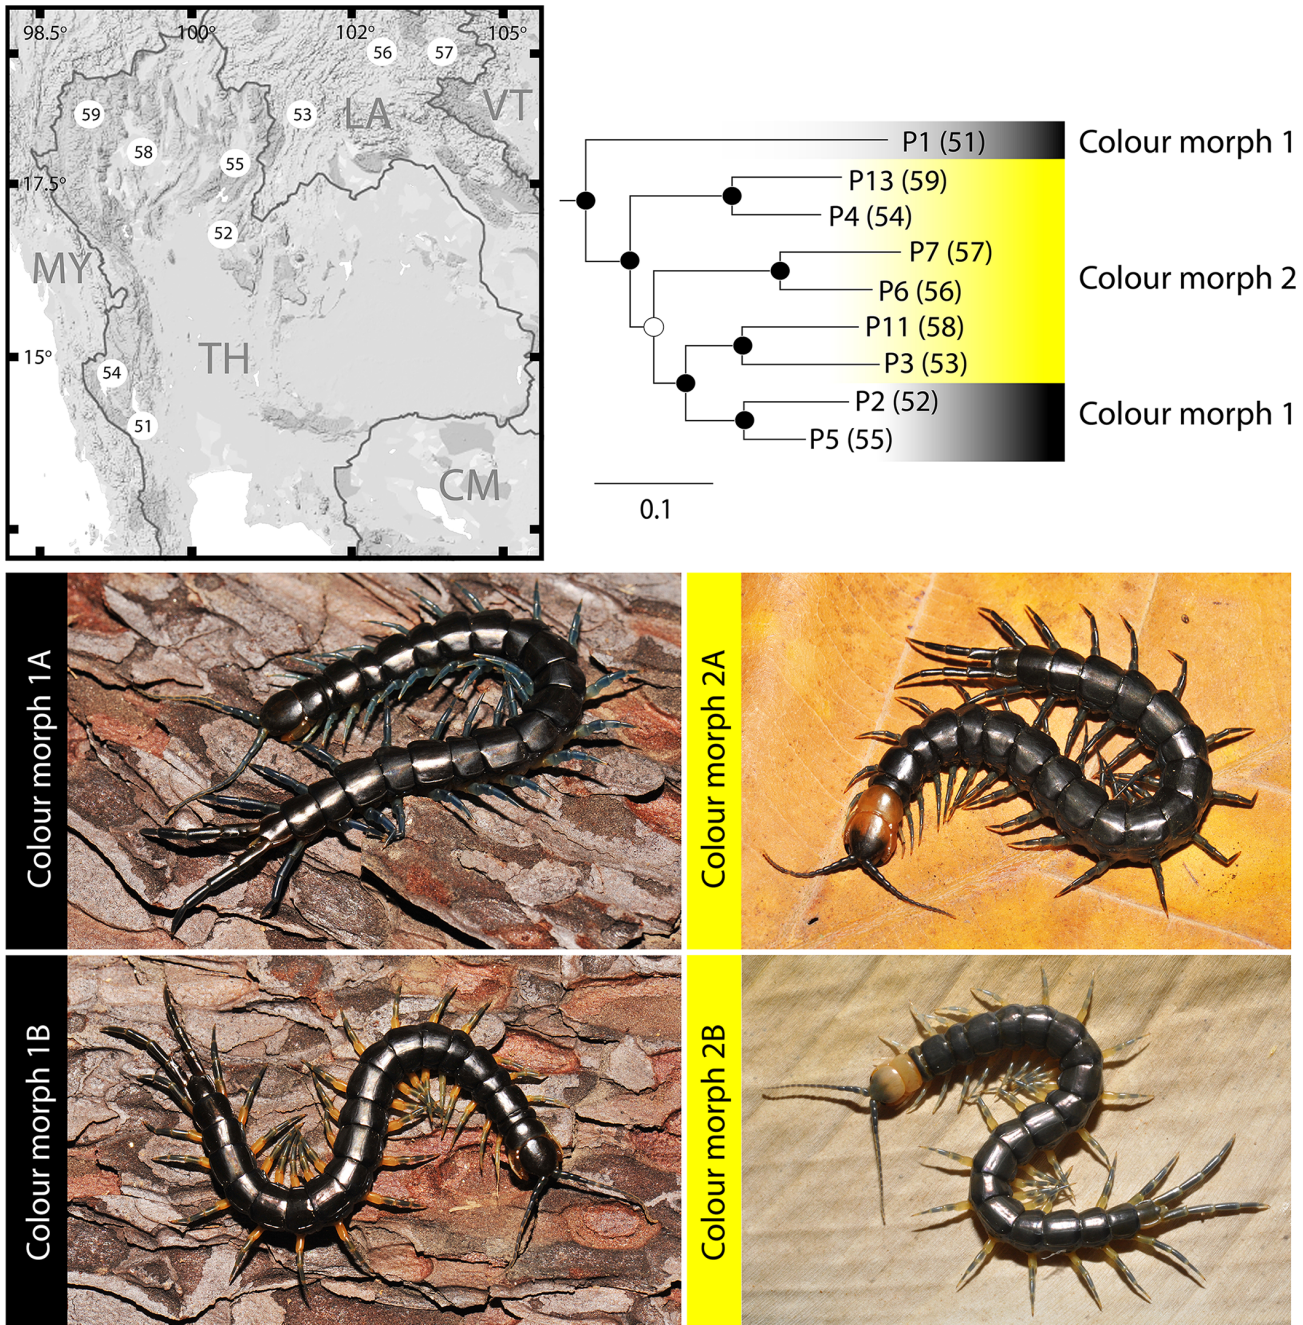 98.5°
100°
102°
105°
56
57
59
53
LA
VT
58
55
17.5°
52
MY
TH
15°
54
51
CM
P1 (51)
Colour morph 1
P13 (59)
P4 (54)
P7 (57)
Colour morph 2
P6 (56)
P11 (58)
P3 (53)
P2 (52)
Colour morph 1
P5 (55)
0.1
Colour morph 1A
Colour morph 2A
Colour morph 1B
Colour morph 2B